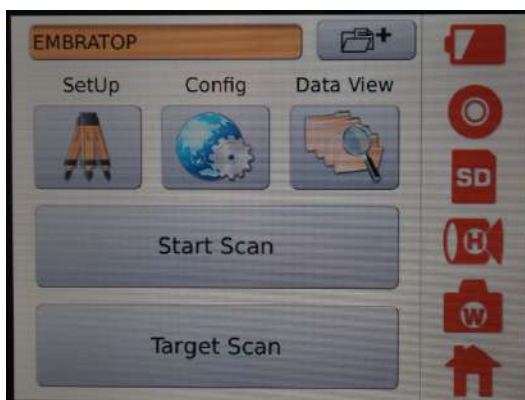 EMBRATOP
SetUp Config Data View
Start Scan
Target Scan
SD
H
W